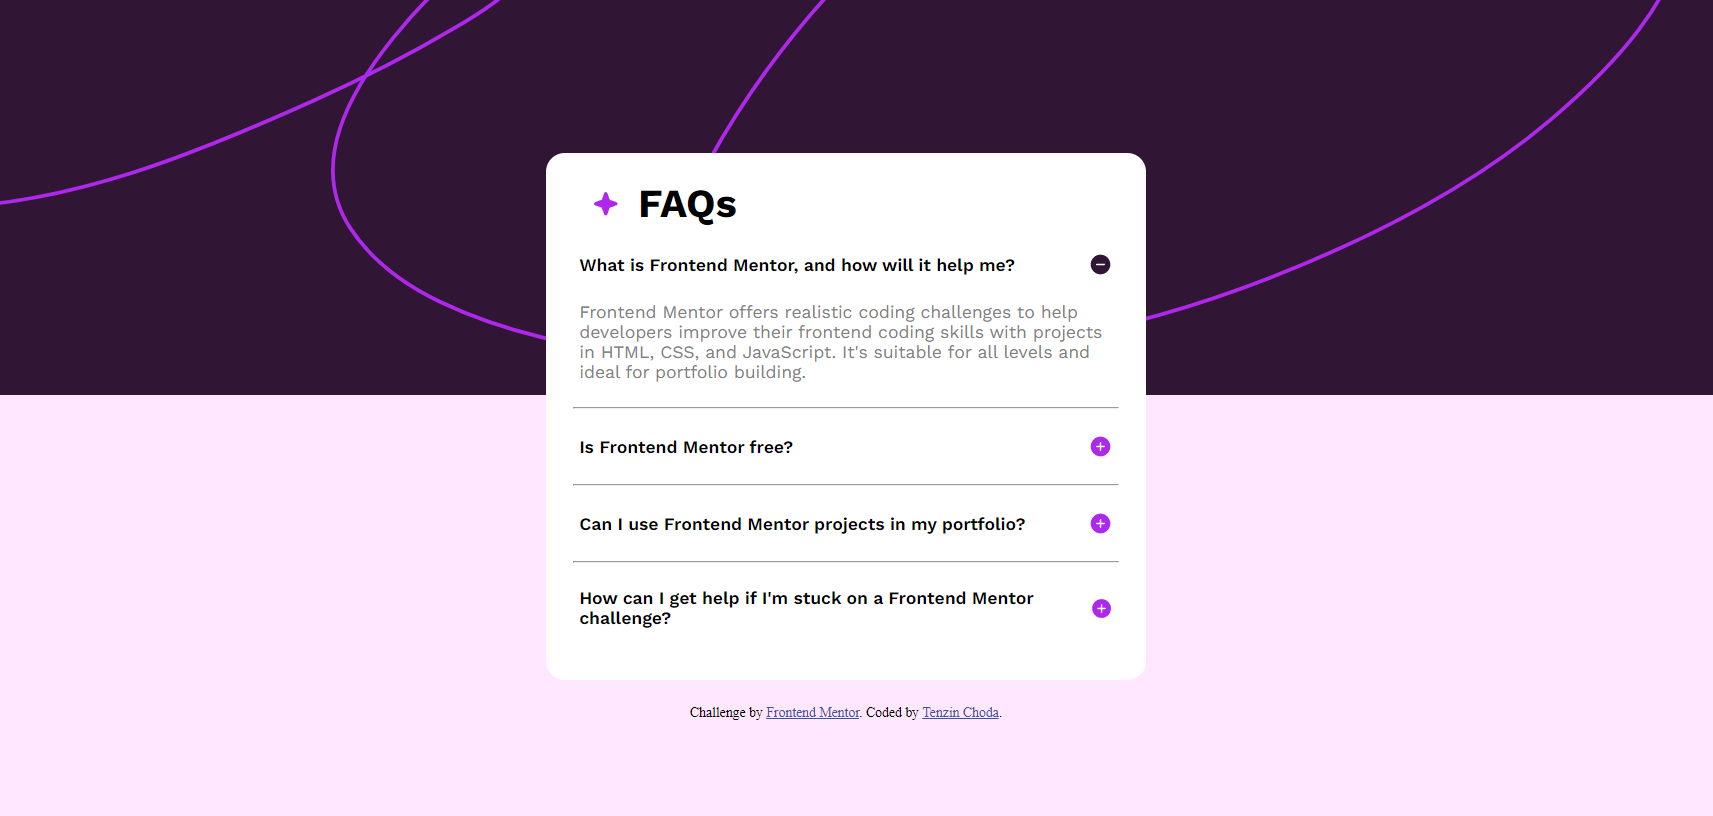 FAQs
What is Frontend Mentor, and how will it help me?
Frontend Mentor offers realistic coding challenges to help
developers improve their frontend coding skills with projects
in HTML, CSS, and JavaScript. It's suitable for all levels and
ideal for portfolio building.
Is Frontend Mentor free?
Can I use Frontend Mentor projects in my portfolio?
How can I get help if I'm stuck on a Frontend Mentor
challenge?
Challenge by Frontend Mentor. Coded by Tenzin Choda.